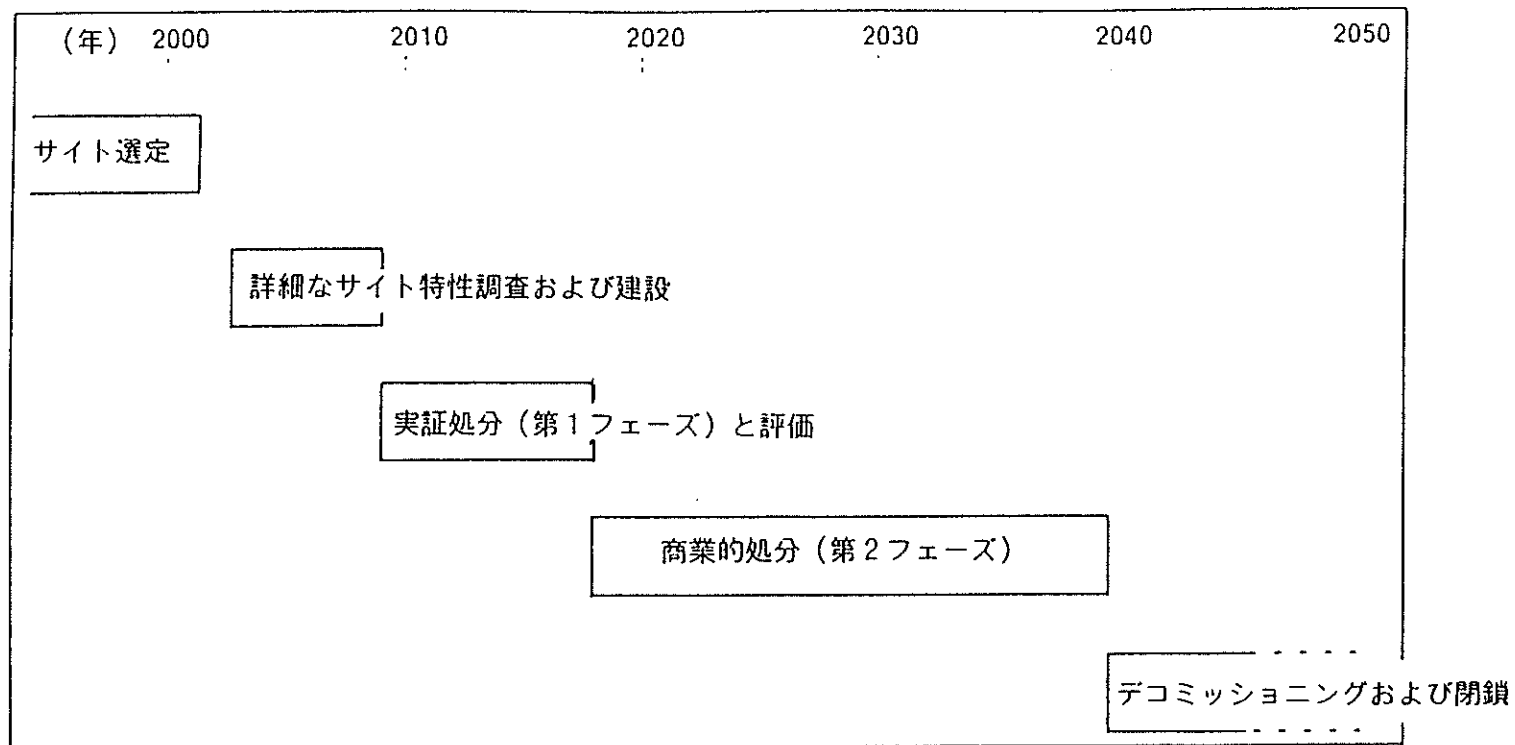 (年) 2000 2010 2020 2030 2040 2050
サイト選定
詳細なサイト特性調査および建設
実証処分(第1フェーズ)と評価
商業的処分(第2フェーズ)
デコミッショニングおよび閉鎖